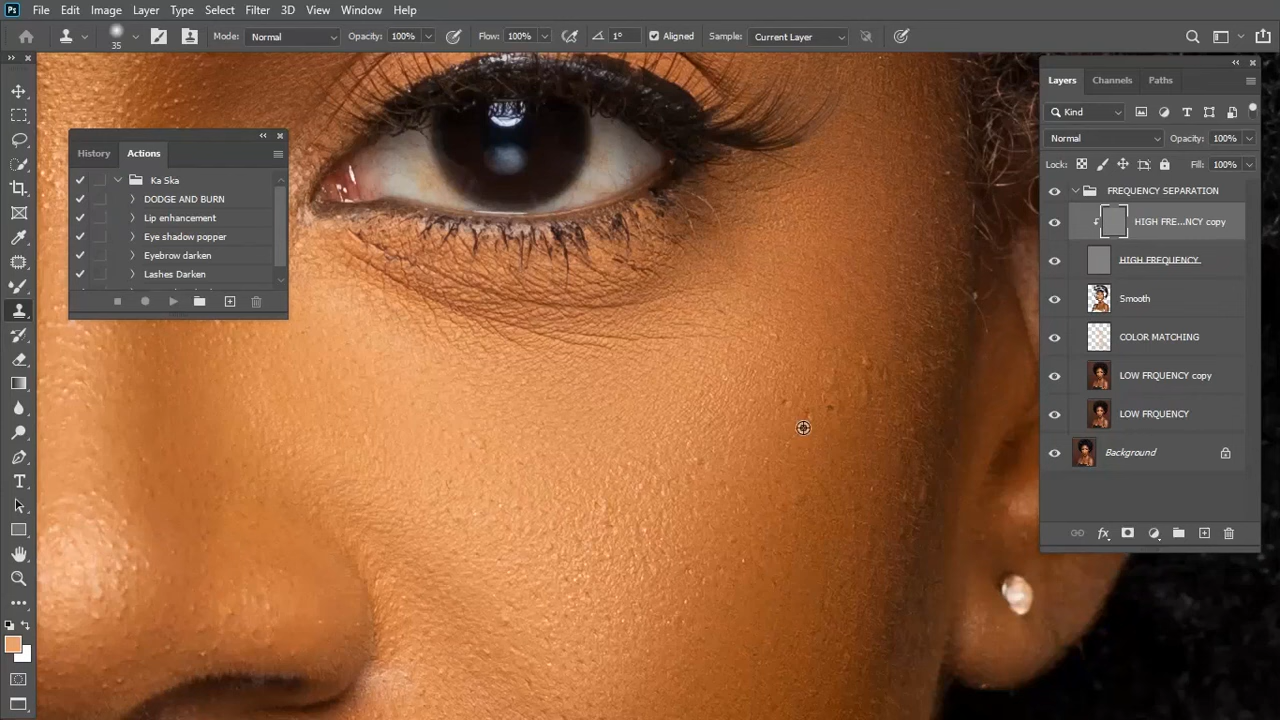 Ps File Edit Image Layer Type Select Filter 3D View Window Help
35 Mode: Normal Opacity: 100% Flow: 100% 1° Aligned Sample: Current Layer
History Actions
Ka Ska
DODGE AND BURN
Lip enhancement
Eye shadow popper
Eyebrow darken
Lashes Darken
Layers Channels Paths
Kind
Normal Opacity: 100%
Lock: Fill: 100%
FREQUENCY SEPARATION
HIGH FRE...NCY copy
HIGH FREQUENCY
Smooth
COLOR MATCHING
LOW FRQUENCY copy
LOW FRQUENCY
Background
fx